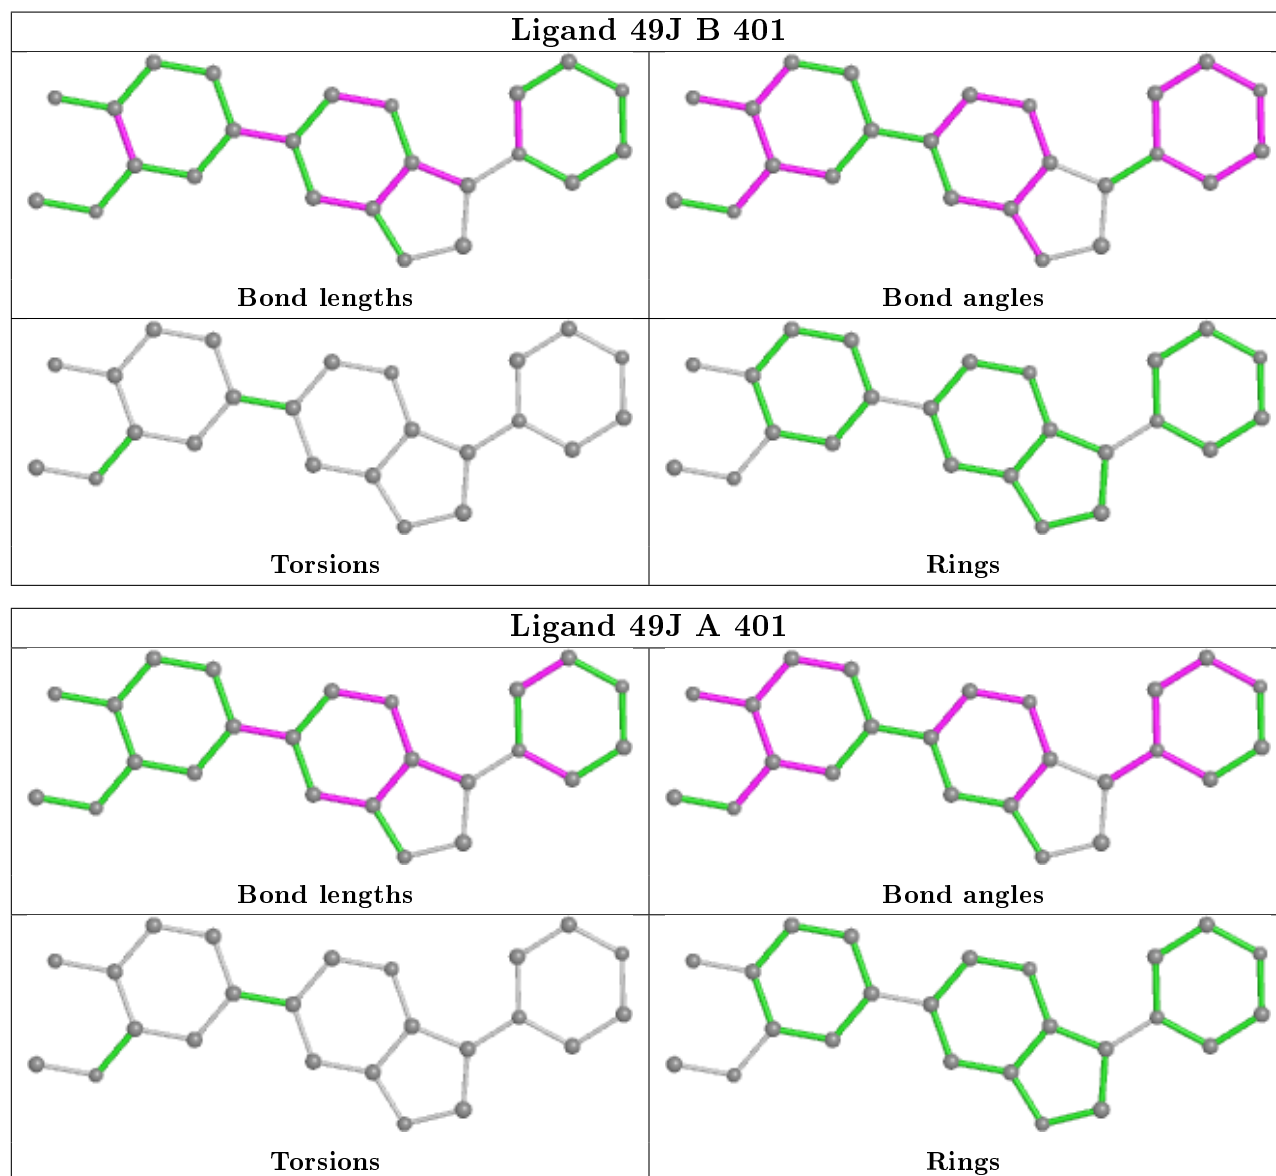 Ligand 49J B 401
Bond lengths
Bond angles
Torsions
Rings
Ligand 49J A 401
Bond lengths
Bond angles
Torsions
Rings